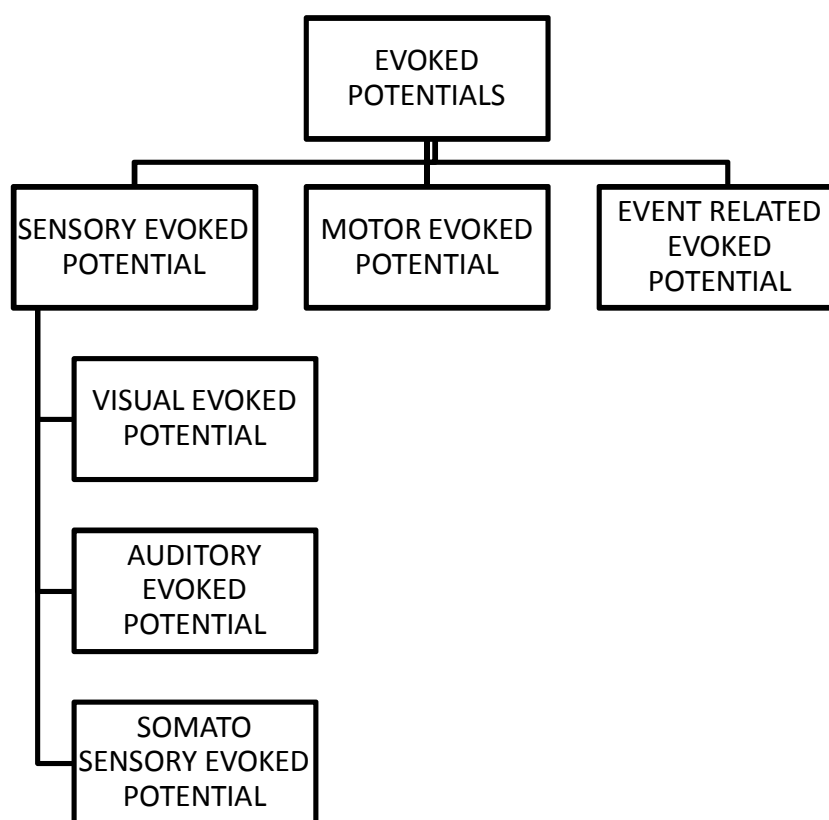 EVOKED
POTENTIALS
SENSORY EVOKED
POTENTIAL
MOTOR EVOKED
POTENTIAL
EVENT RELATED
EVOKED
POTENTIAL
VISUAL EVOKED
POTENTIAL
AUDITORY
EVOKED
POTENTIAL
SOMATO
SENSORY EVOKED
POTENTIAL